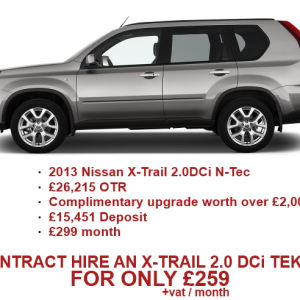 · 2013 Nissan X-Trail 2.0DCi N-Tec
· £26,215 OTR
· Complimentary upgrade worth over £2,00
· £15,451 Deposit
· £299 month
NTRACT HIRE AN X-TRAIL 2.0 DCi TEK
FOR ONLY £259
+vat / month